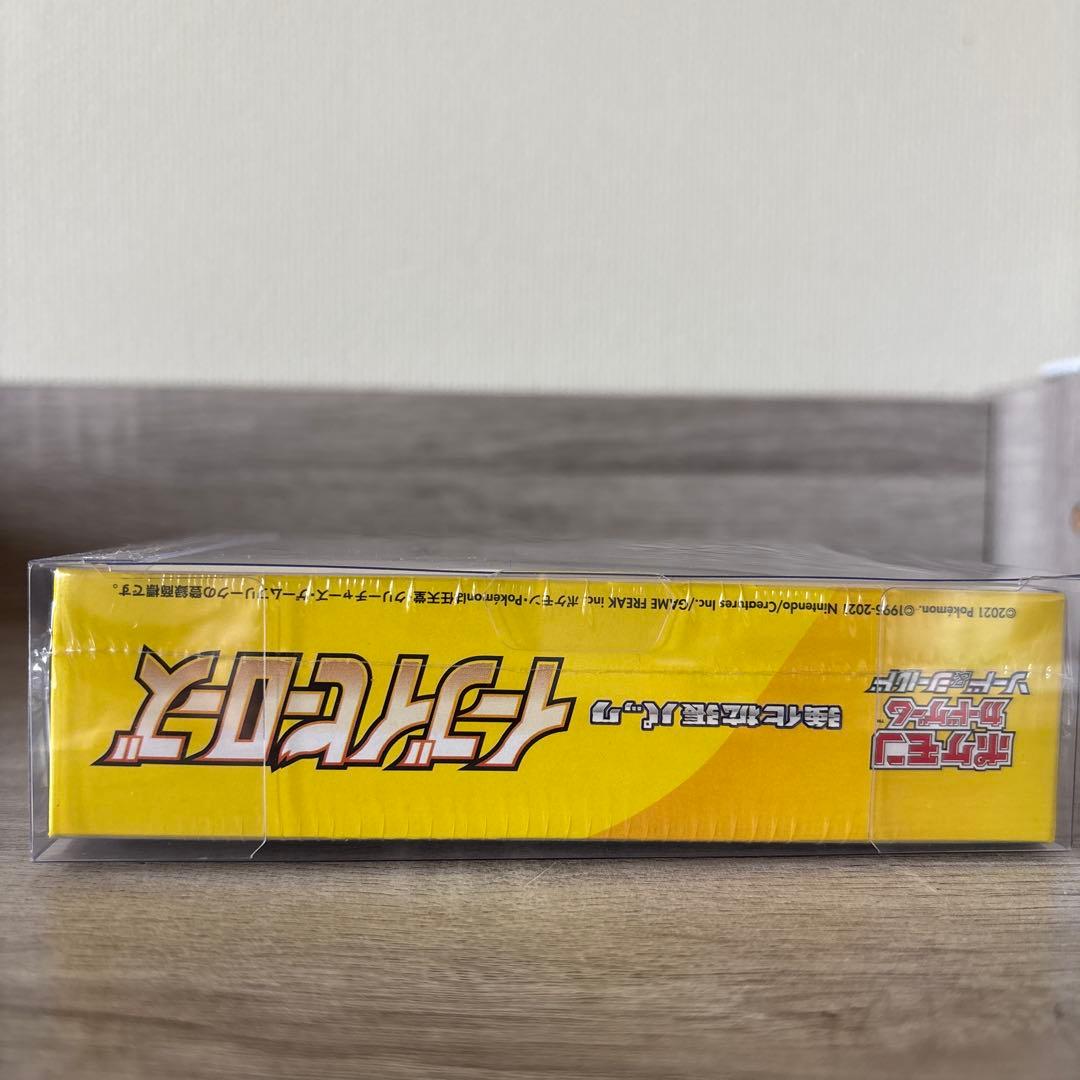 ポケモン
カードゲーム
ソード&シールド
™
強化拡張パック
イーブイヒーローズ
©2021 Pokémon. ©1995-2021 Nintendo/Creatures Inc./GAME FREAK inc. ポケモン・Pokémonは任天堂・クリーチャーズ・ゲームフリークの登録商標です。